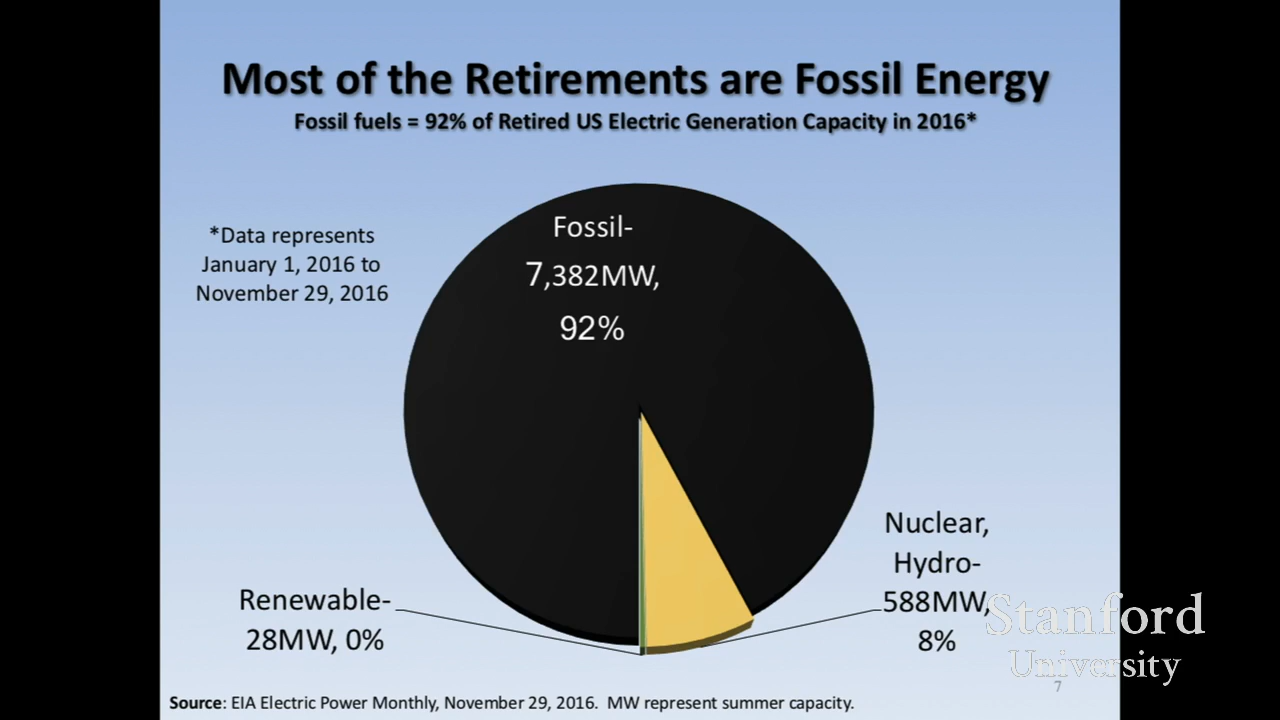 Most of the Retirements are Fossil Energy
Fossil fuels = 92% of Retired US Electric Generation Capacity in 2016*
*Data represents
January 1, 2016 to
November 29, 2016
Fossil-
7,382MW,
92%
Nuclear,
Hydro-
588MW,
8%
Renewable-
28MW, 0%
Stanford
University
7
Source: EIA Electric Power Monthly, November 29, 2016. MW represent summer capacity.